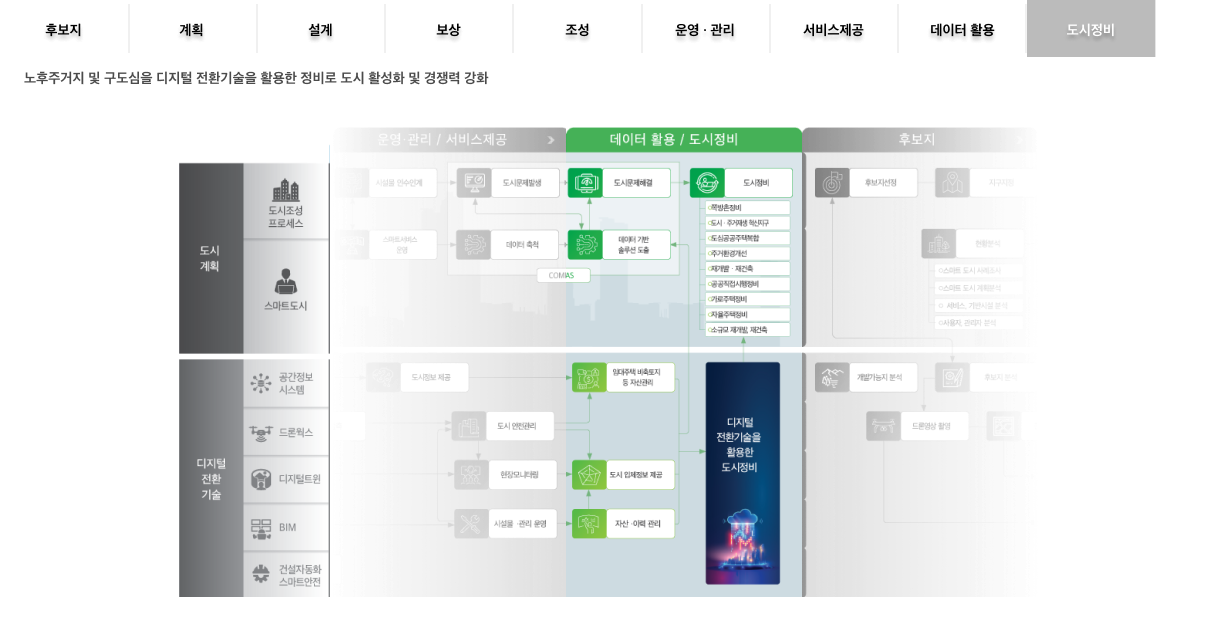 후보지
계획
설계
보상
조성
운영 · 관리
서비스제공
데이터 활용
도시정비
노후주거지 및 구도심을 디지털 전환기술을 활용한 정비로 도시 활성화 및 경쟁력 강화
운영·관리 / 서비스제공
데이터 활용 / 도시정비
후보지
도시
계획
도시조성
프로세스
스마트도시
시설물 인수인계
도시문제발생
도시문제해결
도시정비
후보지선정
지구지정
스마트서비스
운영
데이터 축척
데이터 기반
솔루션 도출
COMPAS
쪽방촌정비
도시 · 주거재생 혁신지구
도심공공주택복합
주거환경개선
재개발 · 재건축
공공직접시행정비
가로주택정비
자율주택정비
소규모 재개발, 재건축
현황분석
스마트 도시 사례조사
스마트 도시 계획분석
서비스, 기반시설 분석
사용자, 관리자 분석
디지털
전환
기술
공간정보
시스템
드론웍스
디지털트윈
BIM
건설자동화
스마트안전
도시정보 제공
임대주택 비축토지
등 자산관리
도시 안전관리
현장모니터링
도시 입체정보 제공
시설물 · 관리 운영
자산 · 이력 관리
디지털
전환기술을
활용한
도시정비
개발가능지 분석
후보지 분석
드론영상 촬영